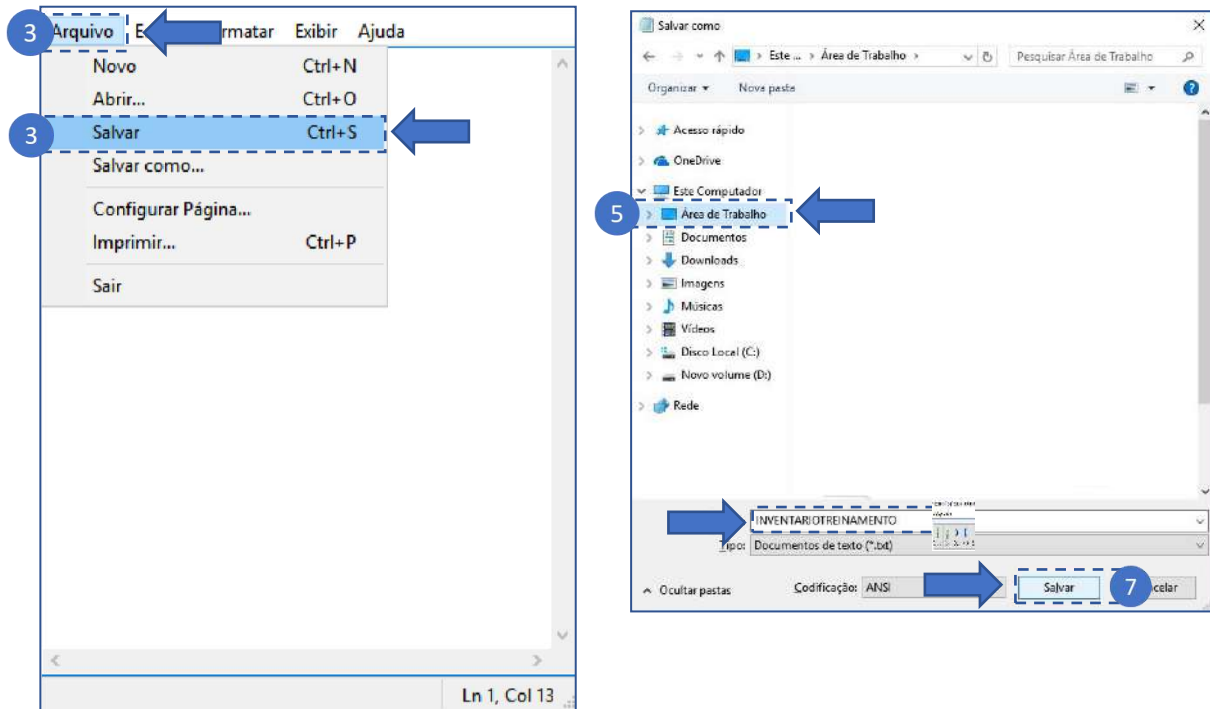 3 Arquivo E rmatar Exibir Ajuda
Novo Ctrl+N
Abrir... Ctrl+O
3 Salvar Ctrl+S
Salvar como...
Configurar Página...
Imprimir... Ctrl+P
Sair
Ln 1, Col 13
Salvar como
Este ... > Área de Trabalho >
Pesquisar Área de Trabalho
Organizar Nova pasta
Acesso rápido
OneDrive
Este Computador
5 Área de Trabalho
Documentos
Downloads
Imagens
Músicas
Vídeos
Disco Local (C:)
Novo volume (D:)
Rede
INVENTARIOTREINAMENTO
Tipo: Documentos de texto (*.txt)
Ocultar pastas Codificação: ANSI Salvar 7 celar